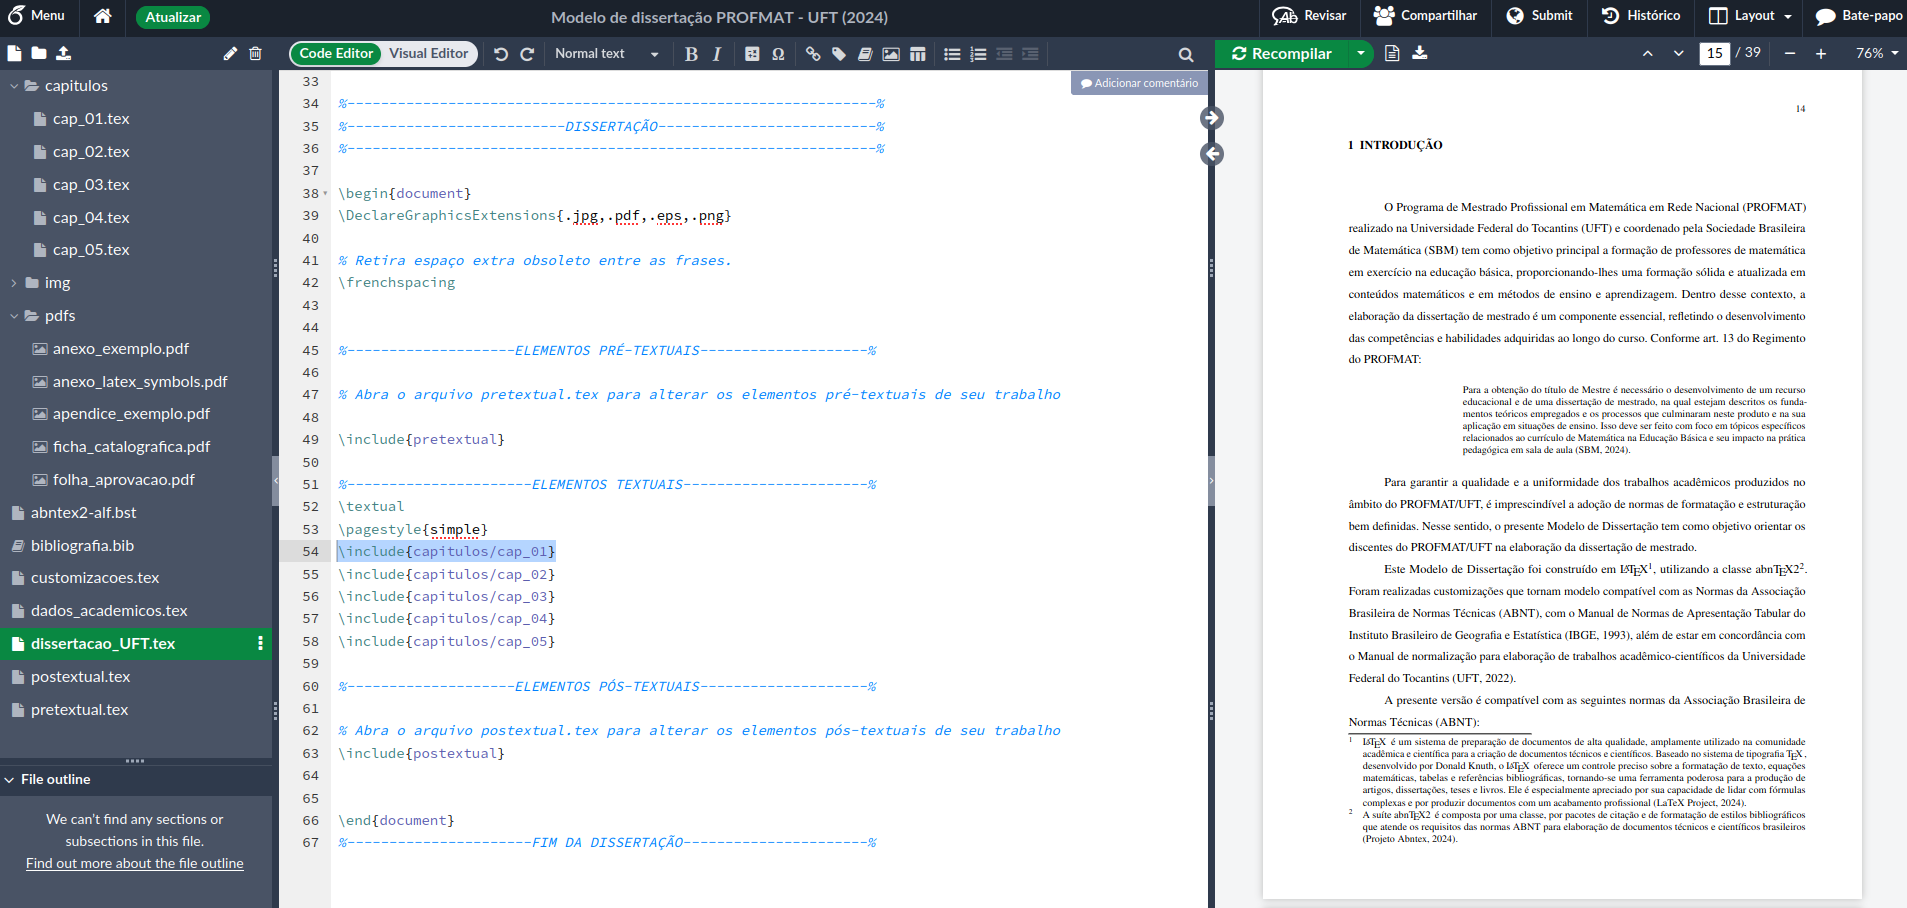 Menu
Atualizar
Modelo de dissertação PROFMAT - UFT (2024)
Revisar
Compartilhar
Submit
Histórico
Layout
Bate-papo
Code Editor
Visual Editor
Normal text
B I
Ω
Recompilar
15 / 39
76%
capitulos
cap_01.tex
cap_02.tex
cap_03.tex
cap_04.tex
cap_05.tex
img
pdfs
anexo_exemplo.pdf
anexo_latex_symbols.pdf
apendice_exemplo.pdf
ficha_catalografica.pdf
folha_aprovacao.pdf
abntex2-alf.bst
bibliografia.bib
customizacoes.tex
dados_academicos.tex
dissertacao_UFT.tex
postextual.tex
pretextual.tex
File outline
We can't find any sections or
subsections in this file.
Find out more about the file outline
Adicionar comentário
33
34 %---------------------------------------------------------------%
35 %--------------------------DISSERTAÇÃO--------------------------%
36 %---------------------------------------------------------------%
37
38 \begin{document}
39 \DeclareGraphicsExtensions{.jpg,.pdf,.eps,.png}
40
41 % Retira espaço extra obsoleto entre as frases.
42 \frenchspacing
43
44
45 %--------------------ELEMENTOS PRÉ-TEXTUAIS--------------------%
46
47 % Abra o arquivo pretextual.tex para alterar os elementos pré-textuais de seu trabalho
48
49 \include{pretextual}
50
51 %----------------------ELEMENTOS TEXTUAIS----------------------%
52 \textual
53 \pagestyle{simple}
54 \include{capitulos/cap_01}
55 \include{capitulos/cap_02}
56 \include{capitulos/cap_03}
57 \include{capitulos/cap_04}
58 \include{capitulos/cap_05}
59
60 %--------------------ELEMENTOS PÓS-TEXTUAIS--------------------%
61
62 % Abra o arquivo postextual.tex para alterar os elementos pós-textuais de seu trabalho
63 \include{postextual}
64
65
66 \end{document}
67 %----------------------FIM DA DISSERTAÇÃO----------------------%
14
1 INTRODUÇÃO
O Programa de Mestrado Profissional em Matemática em Rede Nacional (PROFMAT)
realizado na Universidade Federal do Tocantins (UFT) e coordenado pela Sociedade Brasileira
de Matemática (SBM) tem como objetivo principal a formação de professores de matemática
em exercício na educação básica, proporcionando-lhes uma formação sólida e atualizada em
conteúdos matemáticos e em métodos de ensino e aprendizagem. Dentro desse contexto, a
elaboração da dissertação de mestrado é um componente essencial, refletindo o desenvolvimento
das competências e habilidades adquiridas ao longo do curso. Conforme art. 13 do Regimento
do PROFMAT:
Para a obtenção do título de Mestre é necessário o desenvolvimento de um recurso
educacional e de uma dissertação de mestrado, na qual estejam descritos os funda-
mentos teóricos empregados e os processos que culminaram neste produto e na sua
aplicação em situações de ensino. Isso deve ser feito com foco em tópicos específicos
relacionados ao currículo de Matemática na Educação Básica e seu impacto na prática
pedagógica em sala de aula (SBM, 2024).
Para garantir a qualidade e a uniformidade dos trabalhos acadêmicos produzidos no
âmbito do PROFMAT/UFT, é imprescindível a adoção de normas de formatação e estruturação
bem definidas. Nesse sentido, o presente Modelo de Dissertação tem como objetivo orientar os
discentes do PROFMAT/UFT na elaboração da dissertação de mestrado.
Este Modelo de Dissertação foi construído em LATEX1, utilizando a classe abnTEX22.
Foram realizadas customizações que tornam modelo compatível com as Normas da Associação
Brasileira de Normas Técnicas (ABNT), com o Manual de Normas de Apresentação Tabular do
Instituto Brasileiro de Geografia e Estatística (IBGE, 1993), além de estar em concordância com
o Manual de normalização para elaboração de trabalhos acadêmico-científicos da Universidade
Federal do Tocantins (UFT, 2022).
A presente versão é compatível com as seguintes normas da Associação Brasileira de
Normas Técnicas (ABNT):
1 LATEX é um sistema de preparação de documentos de alta qualidade, amplamente utilizado na comunidade
acadêmica e científica para a criação de documentos técnicos e científicos. Baseado no sistema de tipografia TEX,
desenvolvido por Donald Knuth, o LATEX oferece um controle preciso sobre a formatação de texto, equações
matemáticas, tabelas e referências bibliográficas, tornando-se uma ferramenta poderosa para a produção de
artigos, dissertações, teses e livros. Ele é especialmente apreciado por sua capacidade de lidar com fórmulas
complexas e por produzir documentos com um acabamento profissional (LaTeX Project, 2024).
2 A suíte abnTEX2 é composta por uma classe, por pacotes de citação e de formatação de estilos bibliográficos
que atende os requisitos das normas ABNT para elaboração de documentos técnicos e científicos brasileiros
(Projeto Abntex, 2024).